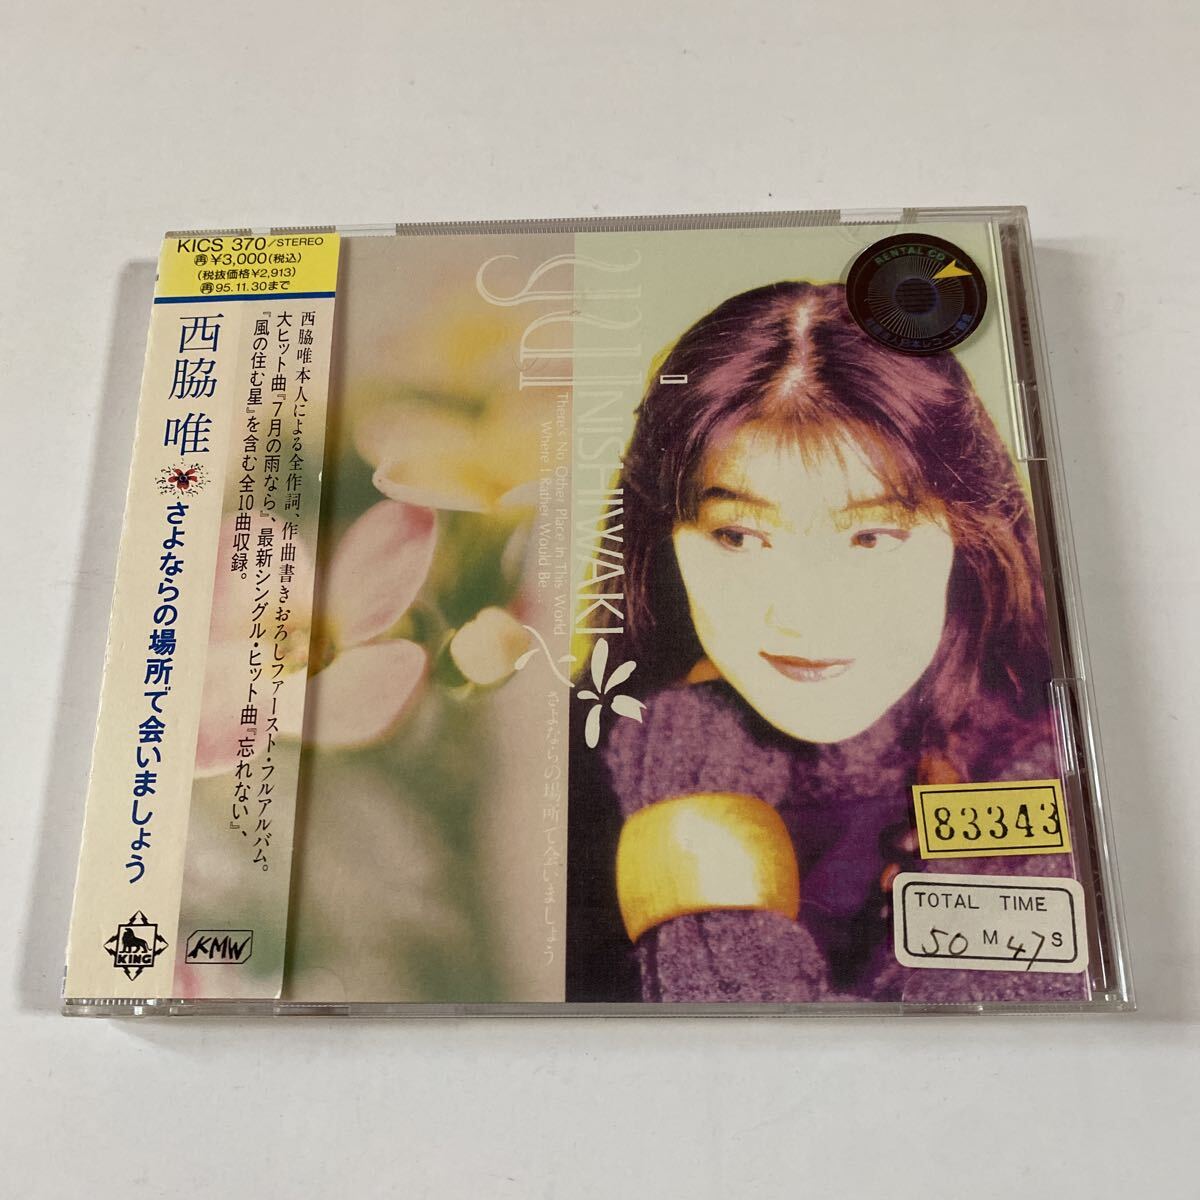 KICS 370/STEREO
再¥3,000(税込)
(税抜価格¥2,913)
再95.11.30まで
西脇唯
さよならの場所で会いましょう
西脇唯本人による全作詞、作曲書きおろしファースト・フルアルバム。
大ヒット曲『7月の雨なら』、最新シングル・ヒット曲『忘れない』、
『風の住む星』を含む全10曲収録。
KING
KMW
yui
YUI NISHIWAKI
There's No Other Place in This World
Where I Rather Would Be...
さよならの場所で会いましょう
RENTAL CD
83343
TOTAL TIME
50 M 47 S